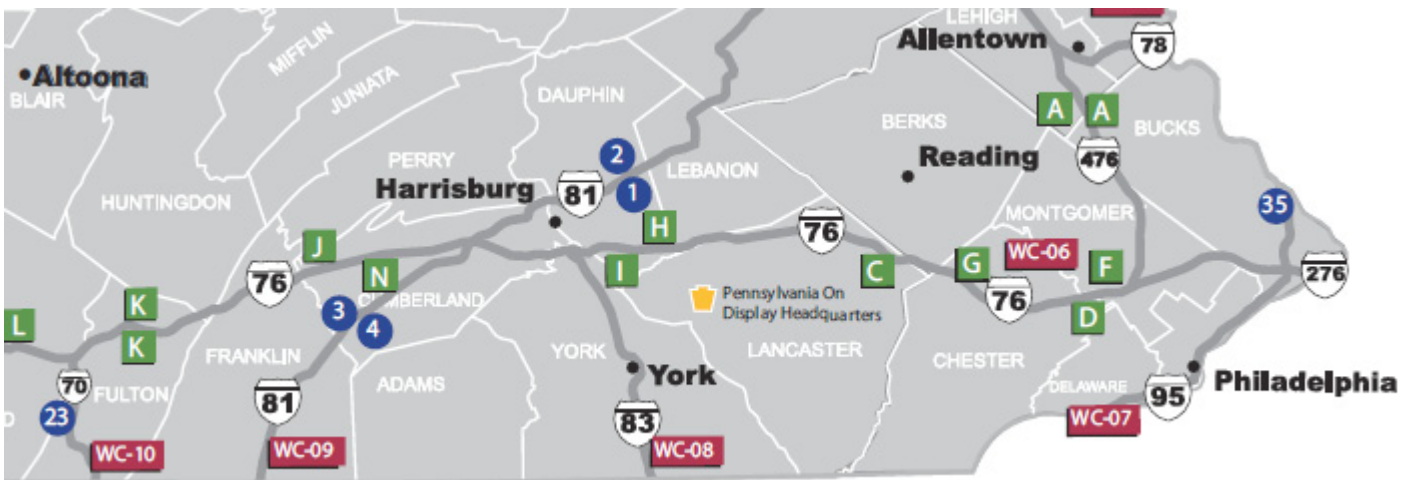 LEHIGH
Allentown
78
MIFFLIN
Altoona
BLAIR
JUNIATA
DAUPHIN
A
A
BUCKS
BERKS
2
PERRY
LEBANON
Reading
476
Harrisburg
81
1
HUNTINGDON
35
MONTGOMER
H
J
76
WC-06
N
I
C
G
F
76
276
CUMBERLAND
Pennsylvania On
Display Headquarters
76
K
3
D
L
4
K
FRANKLIN
YORK
LANCASTER
CHESTER
York
70
ADAMS
DELAWARE
Philadelphia
FULTON
81
95
23
83
WC-07
WC-10
WC-09
WC-08